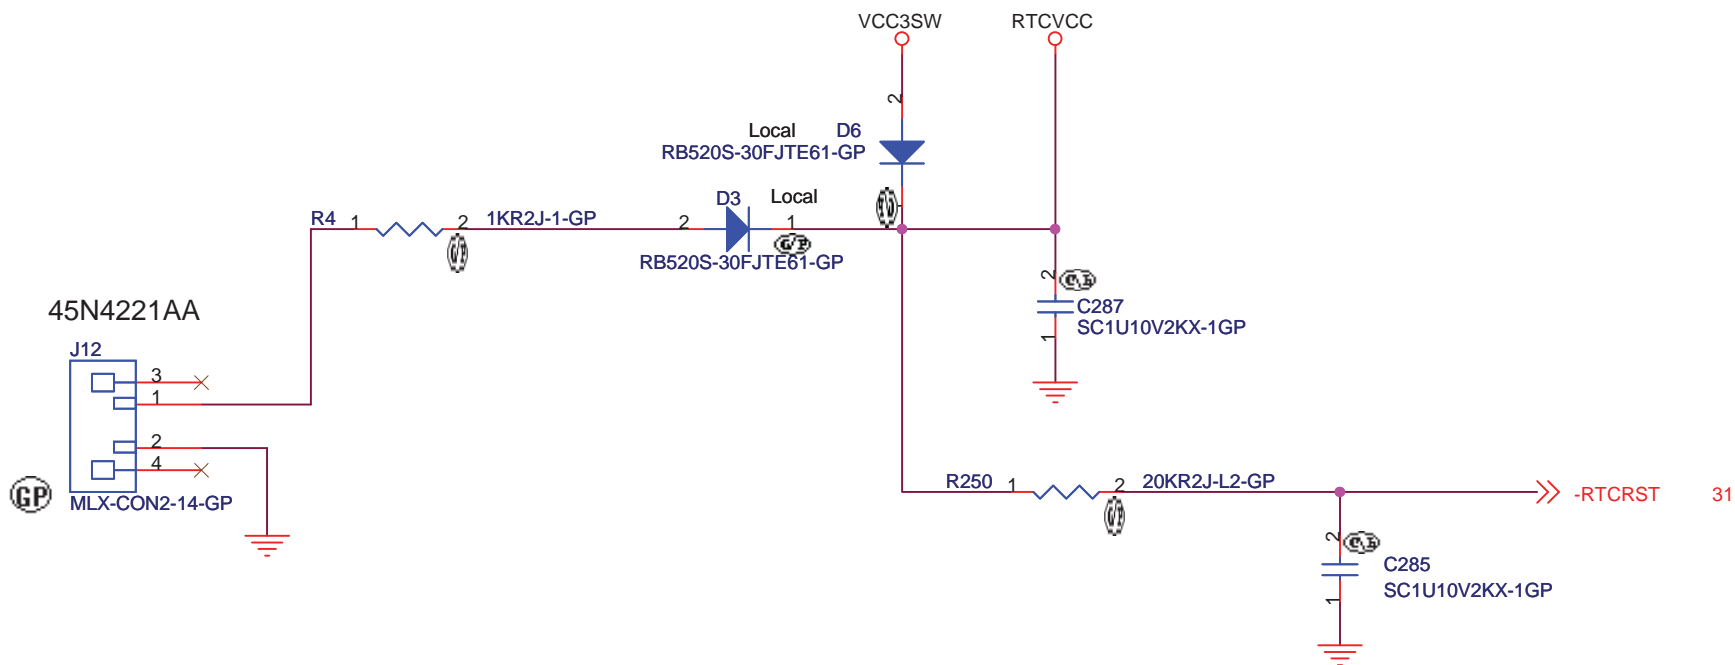 VCC3SW RTCVCC
2
Local D6
RB520S-30FJTE61-GP
D3 Local
1
R4 1 2 1KR2J-1-GP 2 1
RB520S-30FJTE61-GP
2
C287
SC1U10V2KX-1GP
1
45N4221AA
J12
3
1
2
4
GP
MLX-CON2-14-GP
R250 1 2 20KR2J-L2-GP
-RTCRST 31
2
C285
SC1U10V2KX-1GP
1